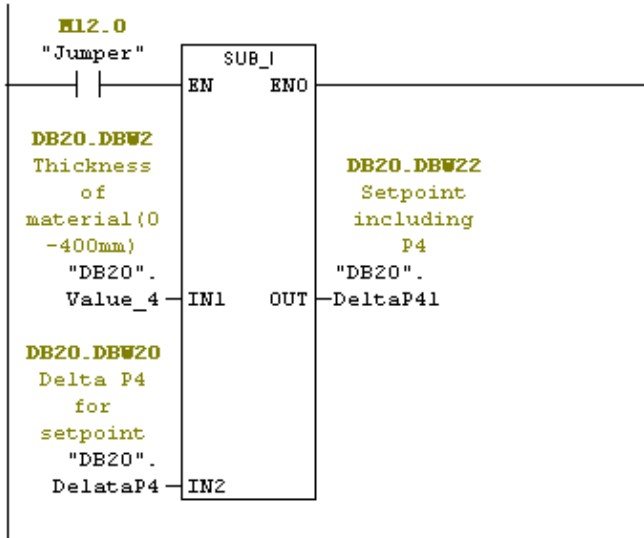 M12.0
"Jumper"
SUB_I
EN ENO
DB20.DBW2
Thickness
of
material(0
-400mm)
"DB20".
Value_4
IN1
DB20.DBW22
Setpoint
including
P4
"DB20".
OUT
DeltaP41
DB20.DBW20
Delta P4
for
setpoint
"DB20".
DelataP4
IN2